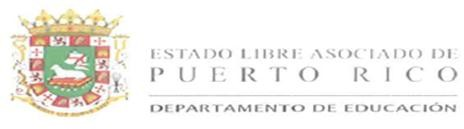 ESTADO LIBRE ASOCIADO DE
PUERTO RICO
DEPARTAMENTO DE EDUCACIÓN